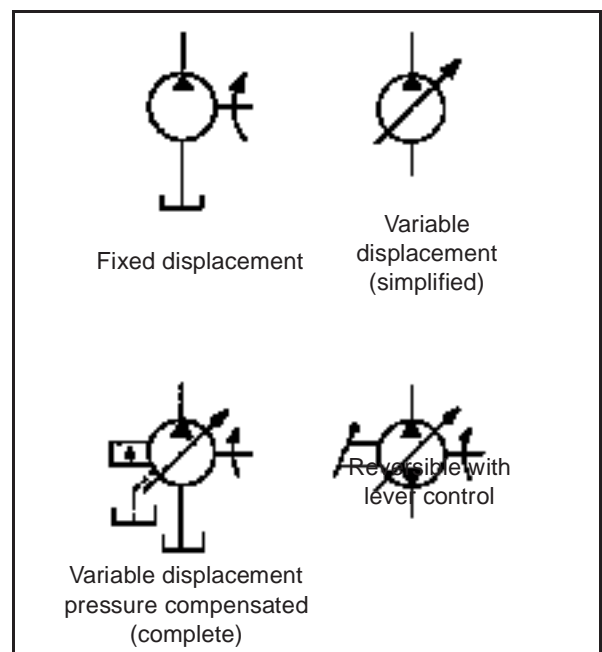 Fixed displacement
Variable
displacement
(simplified)
Variable displacement
pressure compensated
(complete)
Reversible with
lever control